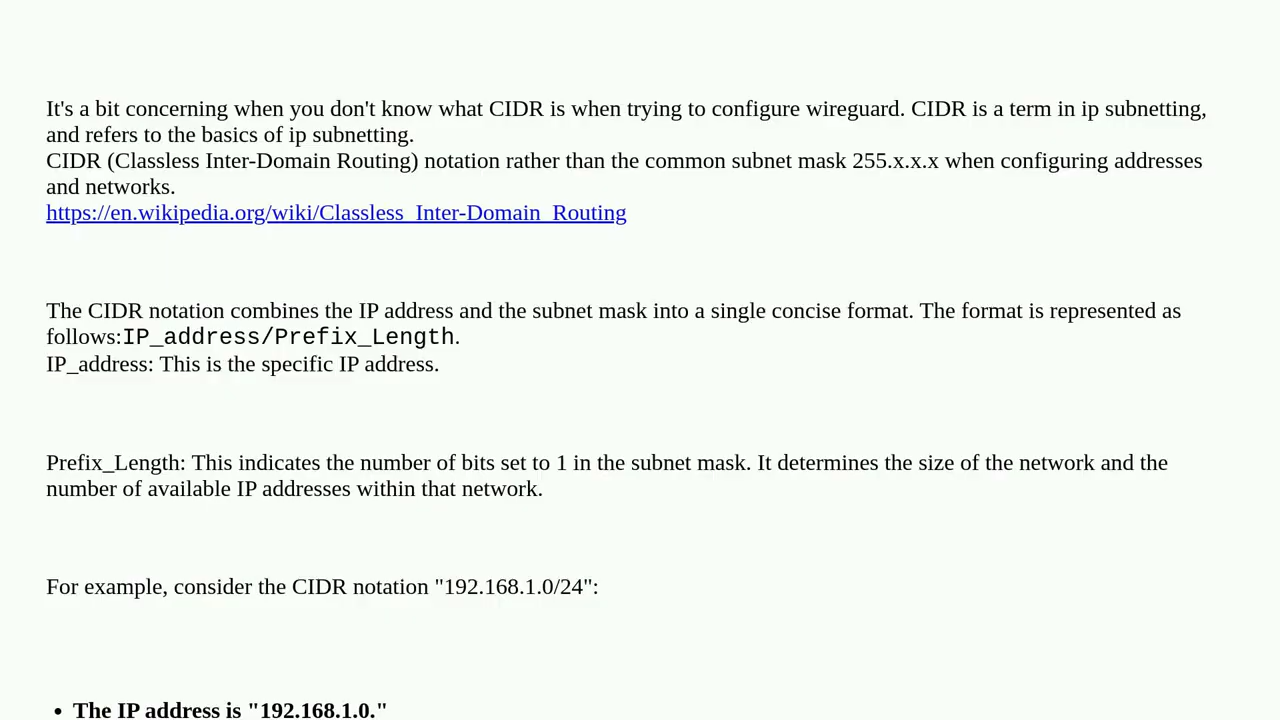 It's a bit concerning when you don't know what CIDR is when trying to configure wireguard. CIDR is a term in ip subnetting,
and refers to the basics of ip subnetting.
CIDR (Classless Inter-Domain Routing) notation rather than the common subnet mask 255.x.x.x when configuring addresses
and networks.
https://en.wikipedia.org/wiki/Classless_Inter-Domain_Routing
The CIDR notation combines the IP address and the subnet mask into a single concise format. The format is represented as
follows:IP_address/Prefix_Length.
IP_address: This is the specific IP address.
Prefix_Length: This indicates the number of bits set to 1 in the subnet mask. It determines the size of the network and the
number of available IP addresses within that network.
For example, consider the CIDR notation "192.168.1.0/24":
• The IP address is "192.168.1.0."